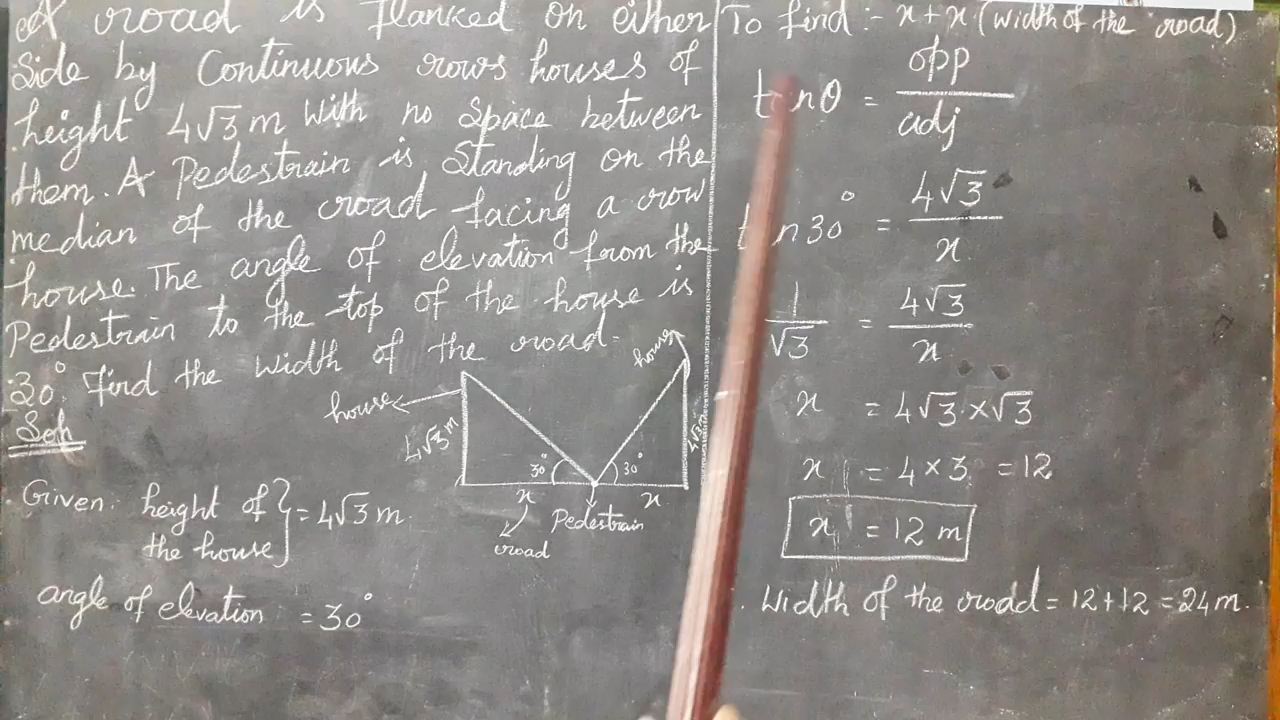 A road is flanked on either
Side by Continuous rows houses of
height 4√3 m with no Space between
them. A Pedestrain is Standing on the
median of the road facing a row
house. The angle of elevation from the
Pedestrain to the top of the house is
30°. Find the width of the road.
Soln
house
house
4√3 m
4√3 m
30°
30°
x
x
Pedestrain
road
Given: height of } = 4√3 m.
the house
angle of elevation = 30°
To find :- x + x (width of the road)
t nθ = opp
adj
t n 30° = 4√3
x
1 = 4√3
√3 x
x = 4√3 × √3
x = 4 × 3 = 12
x = 12 m
Width of the road = 12 + 12 = 24 m.